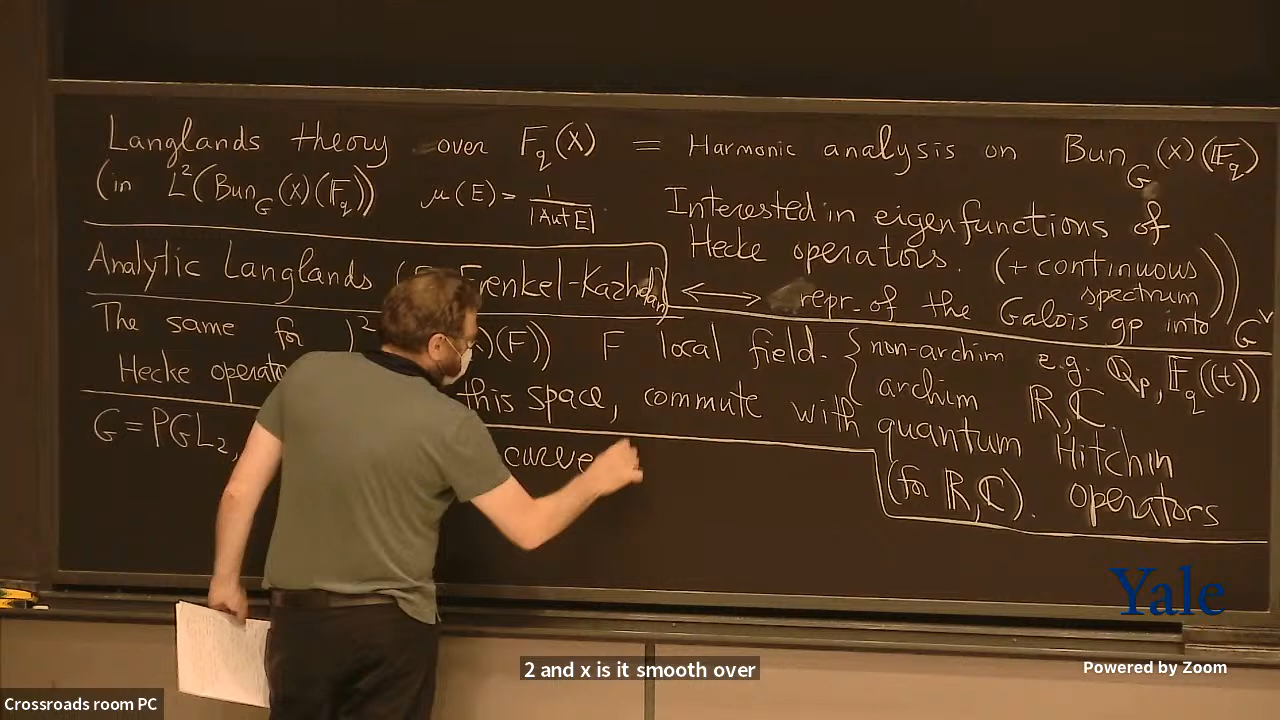 Langlands theory over F_q(X) = Harmonic analysis on Bun_G(X)(F_q)
(in L²(Bun_G(X)(𝔽_q)) μ(E) = 1/|Aut E|
Interested in eigenfunctions of
Hecke operators. (+ continuous spectrum))
⟷ repr. of the Galois gp into G^∨
Analytic Langlands ( Frenkel-Kazhdan)
The same for )(F)) F local field. { non-archim e.g. ℚ_p, 𝔽_q((t))
archim ℝ, ℂ
Hecke this space, commute with quantum Hitchin
operators
(for ℝ, ℂ).
G = PGL₂, curve
2 and x is it smooth over
Yale
Powered by Zoom
Crossroads room PC